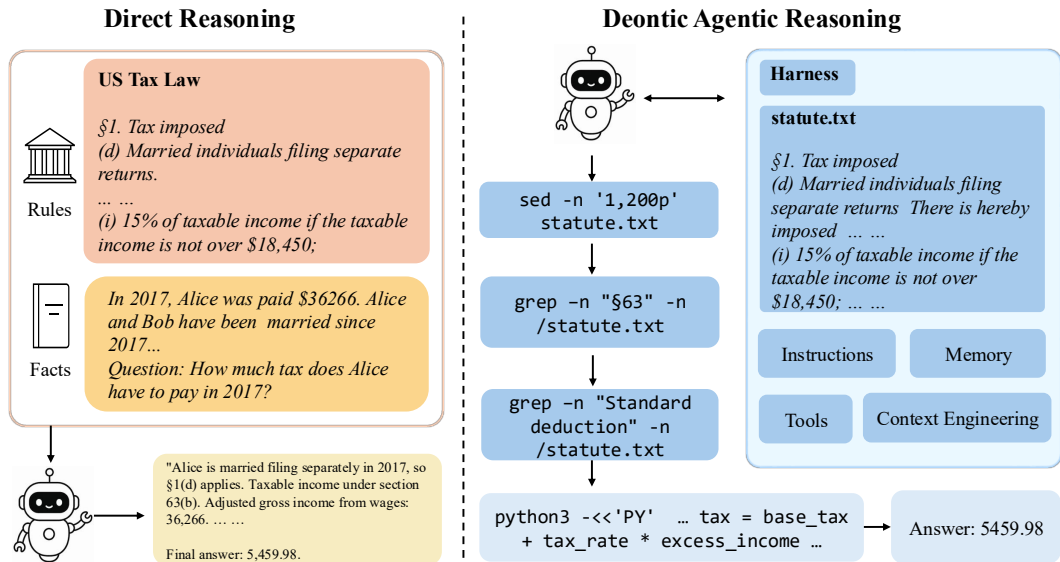 Direct Reasoning
US Tax Law
§1. Tax imposed
(d) Married individuals filing separate
returns.
... ...
(i) 15% of taxable income if the taxable
income is not over $18,450;
Rules
In 2017, Alice was paid $36266. Alice
and Bob have been married since
2017...
Question: How much tax does Alice
have to pay in 2017?
Facts
"Alice is married filing separately in 2017, so
§1(d) applies. Taxable income under section
63(b). Adjusted gross income from wages:
36,266. ... ...
Final answer: 5,459.98.
Deontic Agentic Reasoning
sed -n '1,200p'
statute.txt
grep –n "§63" -n
/statute.txt
grep –n "Standard
deduction" -n
/statute.txt
python3 -<<'PY' … tax = base_tax
+ tax_rate * excess_income …
Answer: 5459.98
Harness
statute.txt
§1. Tax imposed
(d) Married individuals filing
separate returns There is hereby
imposed ... ...
(i) 15% of taxable income if the
taxable income is not over
$18,450; ... ...
Instructions
Memory
Tools
Context Engineering